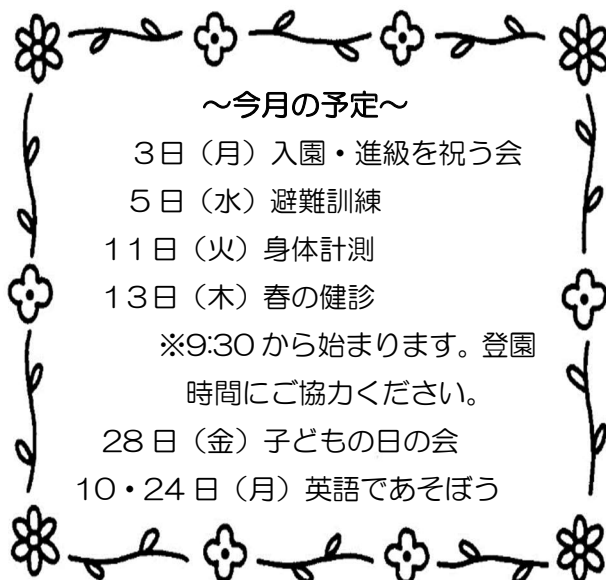 ～今月の予定～
３日（月）入園・進級を祝う会
５日（水）避難訓練
１１日（火）身体計測
１３日（木）春の健診
※9:30から始まります。登園
時間にご協力ください。
28日（金）子どもの日の会
10・24日（月）英語であそぼう